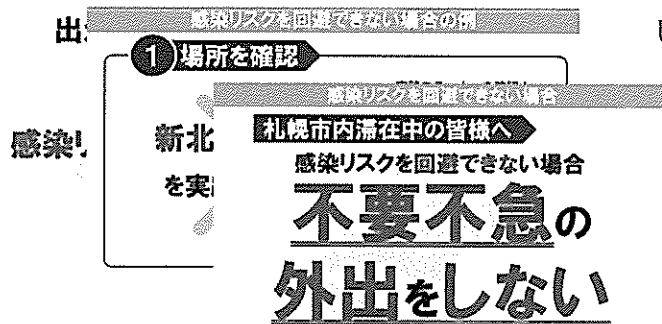 感染リスクを回避できない場合の例
出
① 場所を確認
感染リスクを回避できない場合
札幌市内滞在中の皆様へ
感染リ
新北
感染リスクを回避できない場合
を実
不要不急の
外出をしない